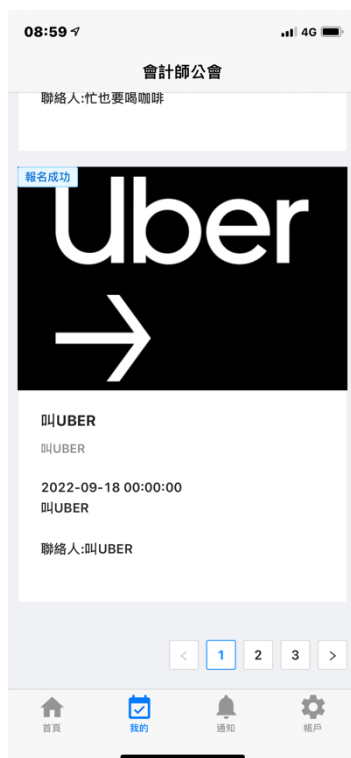 08:59
4G
會計師公會
聯絡人:忙也要喝咖啡
報名成功
Uber
叫UBER
叫UBER
2022-09-18 00:00:00
叫UBER
聯絡人:叫UBER
< 1 2 3 >
首頁 我的 通知 帳戶